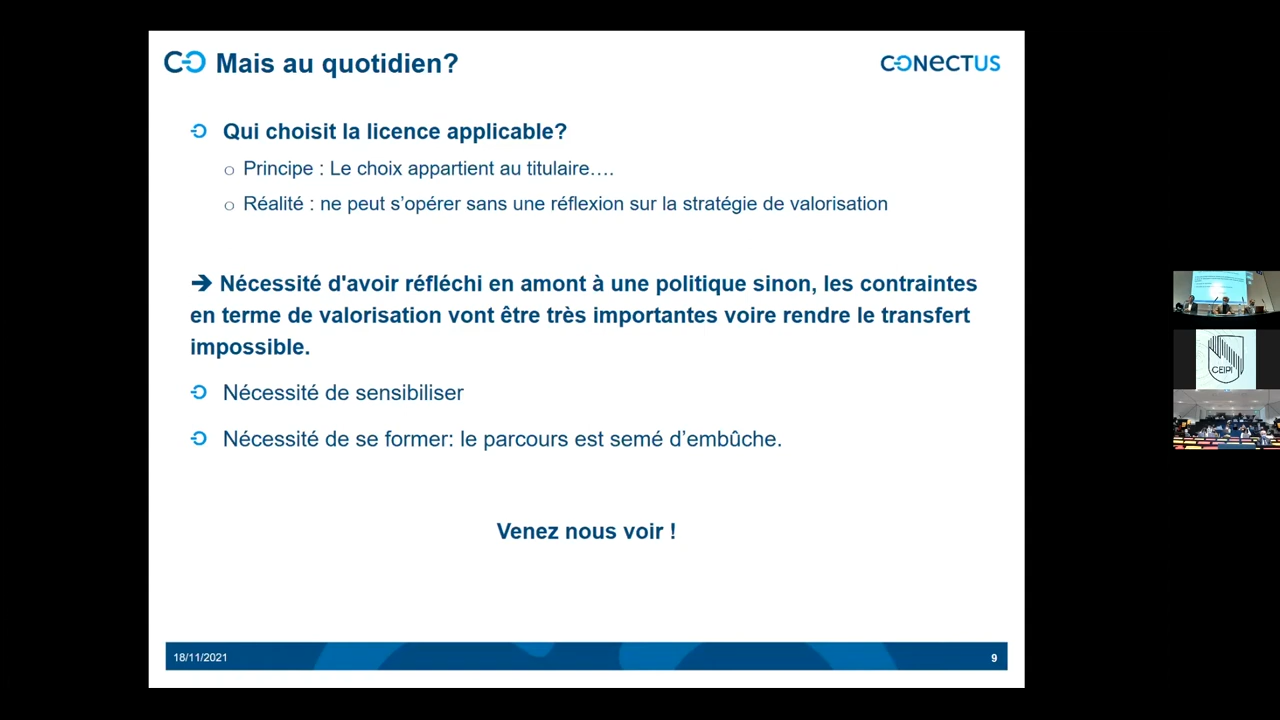 Mais au quotidien?
CONECTUS
Qui choisit la licence applicable?
Principe : Le choix appartient au titulaire….
Réalité : ne peut s’opérer sans une réflexion sur la stratégie de valorisation
➔ Nécessité d'avoir réfléchi en amont à une politique sinon, les contraintes
en terme de valorisation vont être très importantes voire rendre le transfert
impossible.
Nécessité de sensibiliser
Nécessité de se former: le parcours est semé d’embûche.
Venez nous voir !
18/11/2021
9
CEIPI